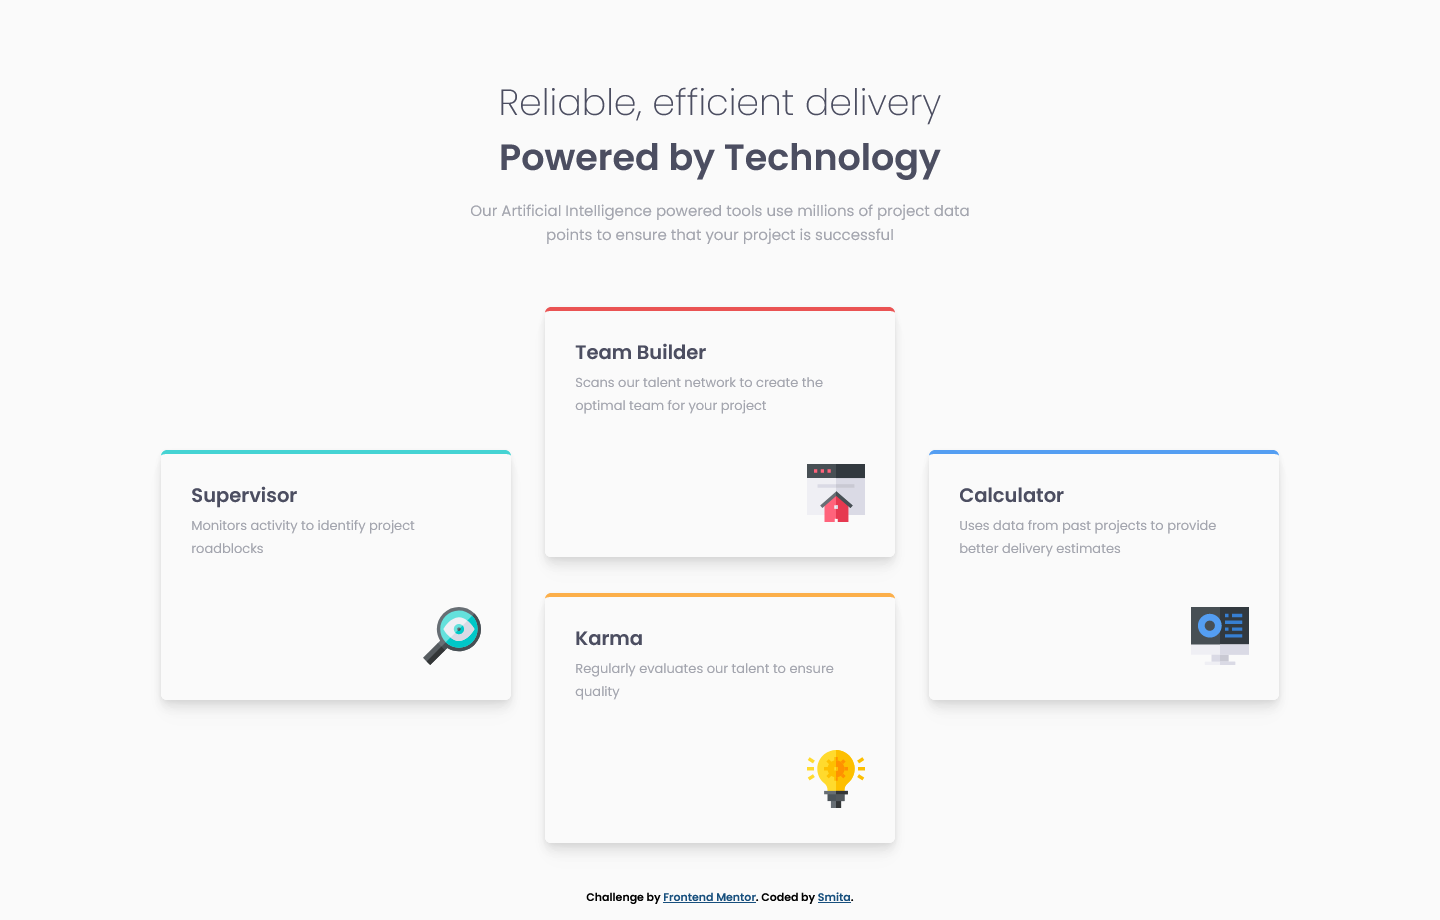 Reliable, efficient delivery
Powered by Technology
Our Artificial Intelligence powered tools use millions of project data
points to ensure that your project is successful
Supervisor
Monitors activity to identify project
roadblocks
Team Builder
Scans our talent network to create the
optimal team for your project
Karma
Regularly evaluates our talent to ensure
quality
Calculator
Uses data from past projects to provide
better delivery estimates
Challenge by Frontend Mentor. Coded by Smita.